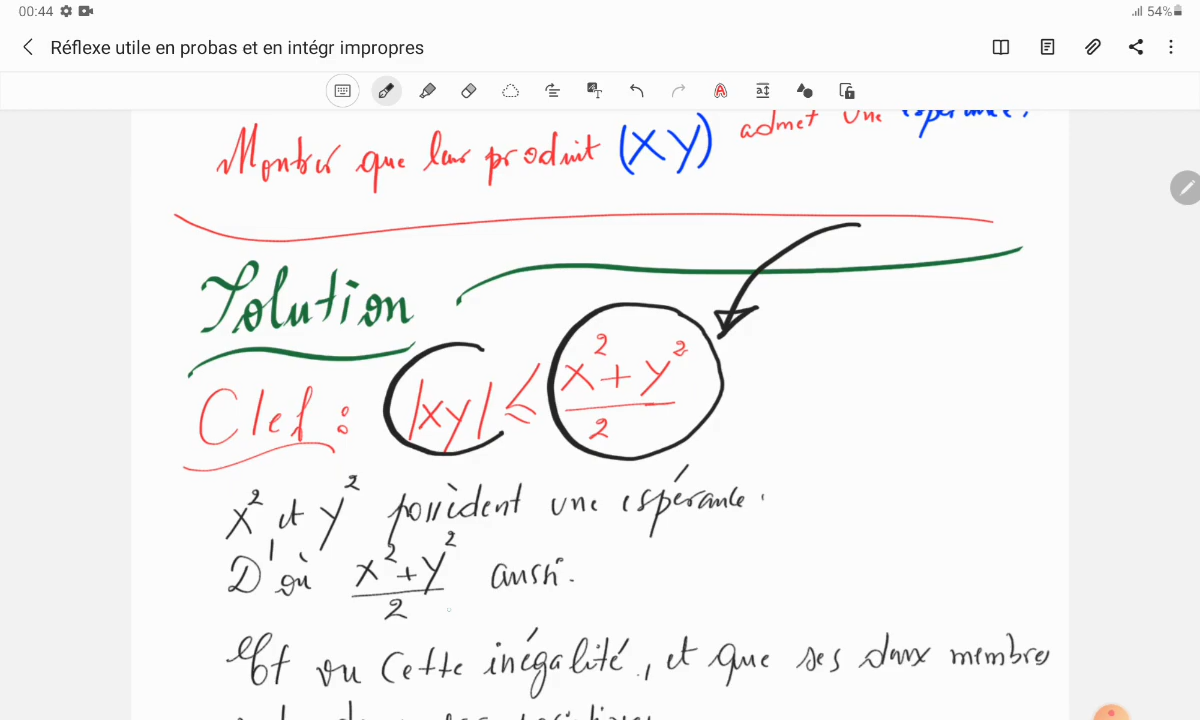 00:44 54%
Réflexe utile en probas et en intégr impropres
admet une
Montrer que leur produit (XY)
Solution
Clef : |xy| ≤ x²+y²/2
X² et Y² possèdent une espérance.
D'où X²+Y²/2 aussi.
Et vu cette inégalité, et que ses deux membres